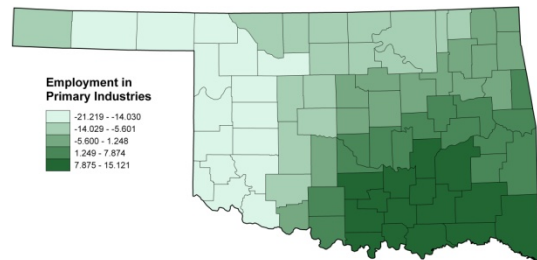 Employment in
Primary Industries
-21.219 - -14.030
-14.029 - -5.601
-5.600 - 1.248
1.249 - 7.874
7.875 - 15.121